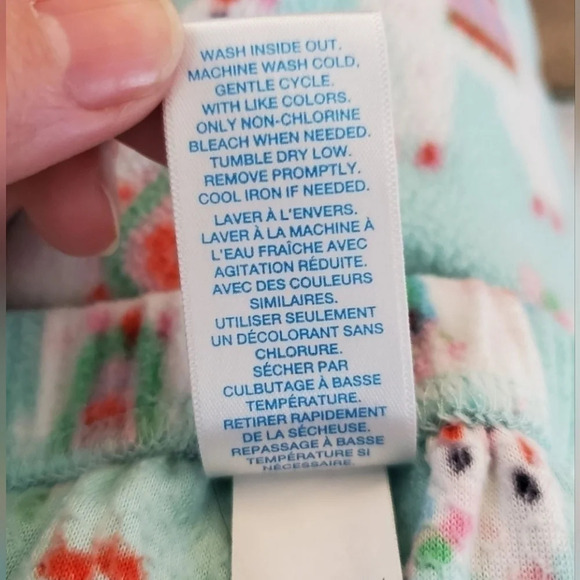 WASH INSIDE OUT.
MACHINE WASH COLD,
GENTLE CYCLE.
WITH LIKE COLORS.
ONLY NON-CHLORINE
BLEACH WHEN NEEDED.
TUMBLE DRY LOW.
REMOVE PROMPTLY.
COOL IRON IF NEEDED.
LAVER À L'ENVERS.
LAVER À LA MACHINE À
L'EAU FRAÎCHE AVEC
AGITATION RÉDUITE.
AVEC DES COULEURS
SIMILAIRES.
UTILISER SEULEMENT
UN DÉCOLORANT SANS
CHLORURE.
SÉCHER PAR
CULBUTAGE À BASSE
TEMPÉRATURE.
RETIRER RAPIDEMENT
DE LA SÉCHEUSE.
REPASSAGE À BASSE
TEMPÉRATURE SI
NÉCESSAIRE.